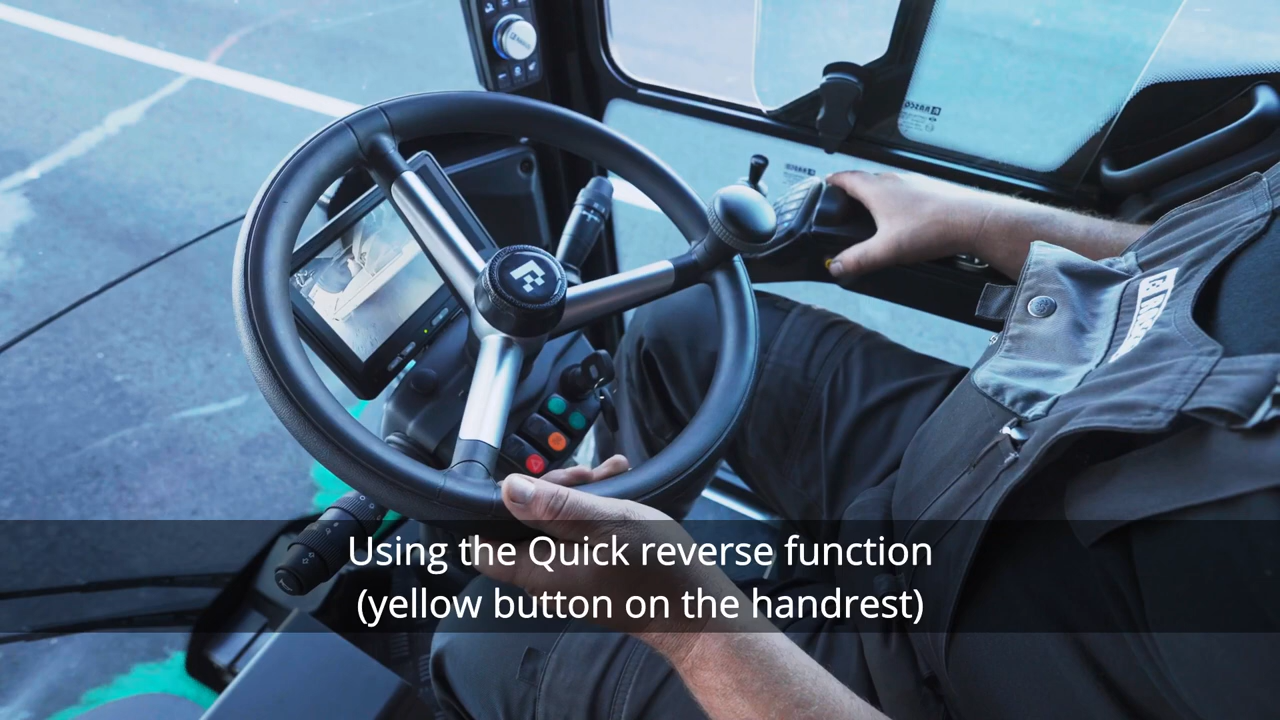 Using the Quick reverse function
(yellow button on the handrest)